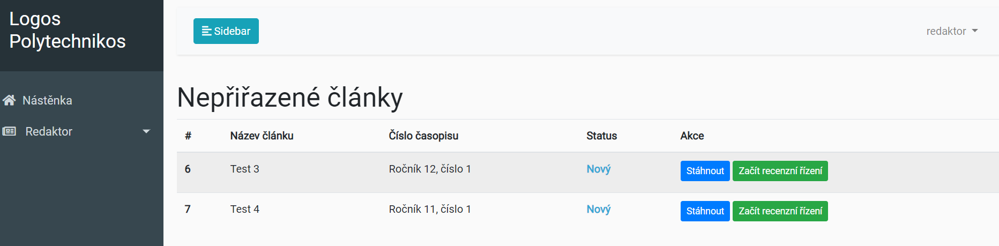 Logos
Polytechnikos
Sidebar
redaktor
Nástěnka
Redaktor
Nepřiřazené články
# Název článku Číslo časopisu Status Akce
6 Test 3 Ročník 12, číslo 1 Nový Stáhnout Začít recenzní řízení
7 Test 4 Ročník 11, číslo 1 Nový Stáhnout Začít recenzní řízení